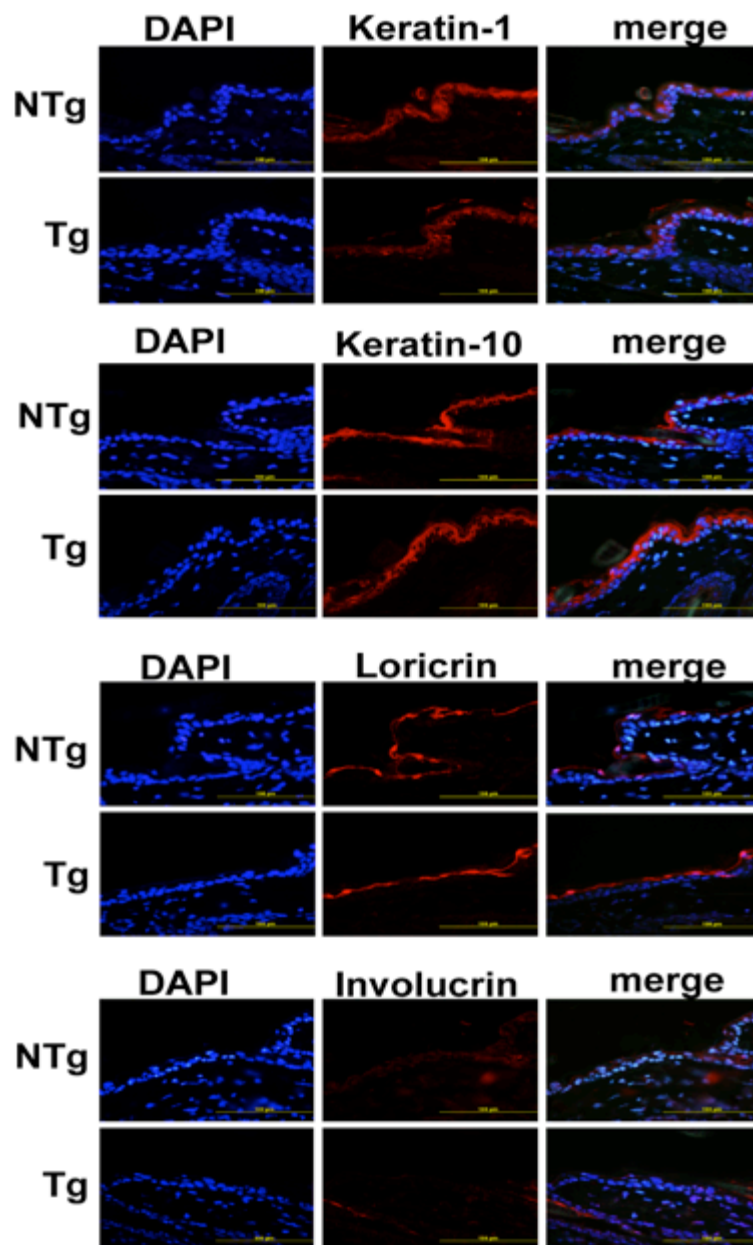 DAPI Keratin-1 merge
NTg
Tg
DAPI Keratin-10 merge
NTg
Tg
DAPI Loricrin merge
NTg
Tg
DAPI Involucrin merge
NTg
Tg